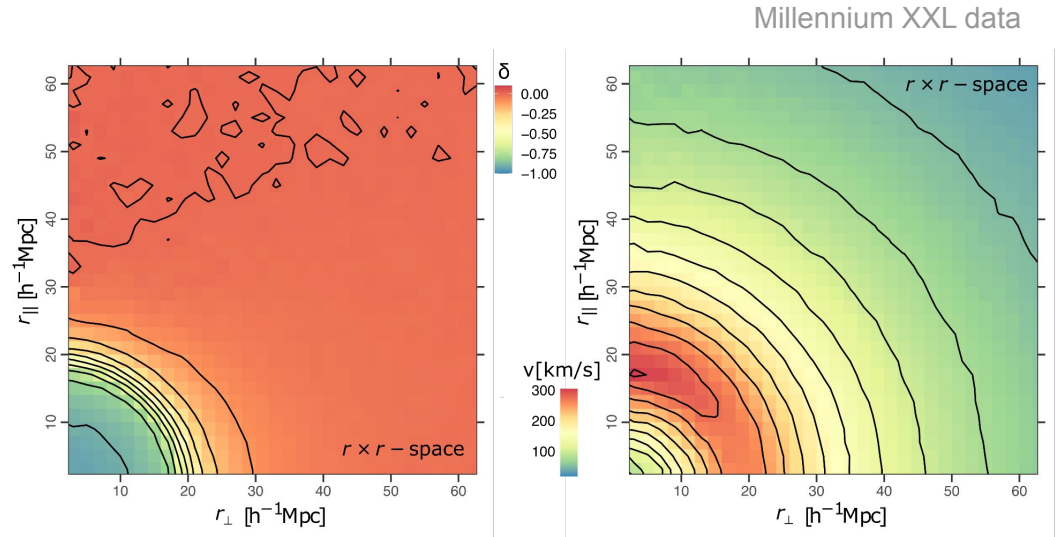 Millennium XXL data
δ
0.00
−0.25
−0.50
−0.75
−1.00
r × r − space
60
50
40
30
20
10
r|| [h⁻¹Mpc]
10 20 30 40 50 60
r⊥ [h⁻¹Mpc]
v[km/s]
300
200
100
r × r − space
60
50
40
30
20
10
r|| [h⁻¹Mpc]
10 20 30 40 50 60
r⊥ [h⁻¹Mpc]